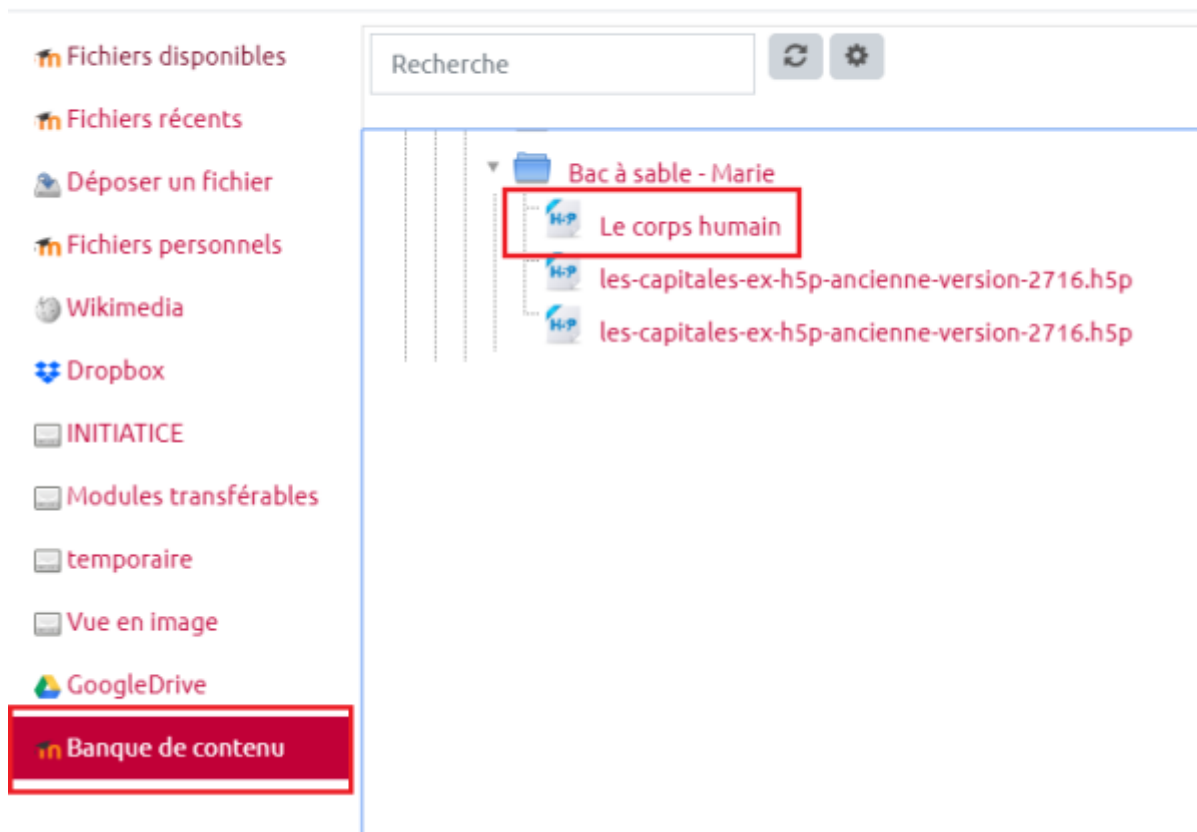 Fichiers disponibles
Fichiers récents
Déposer un fichier
Fichiers personnels
Wikimedia
Dropbox
INITIATICE
Modules transférables
temporaire
Vue en image
GoogleDrive
Banque de contenu
Recherche
Bac à sable - Marie
H-P Le corps humain
H-P les-capitales-ex-h5p-ancienne-version-2716.h5p
H-P les-capitales-ex-h5p-ancienne-version-2716.h5p